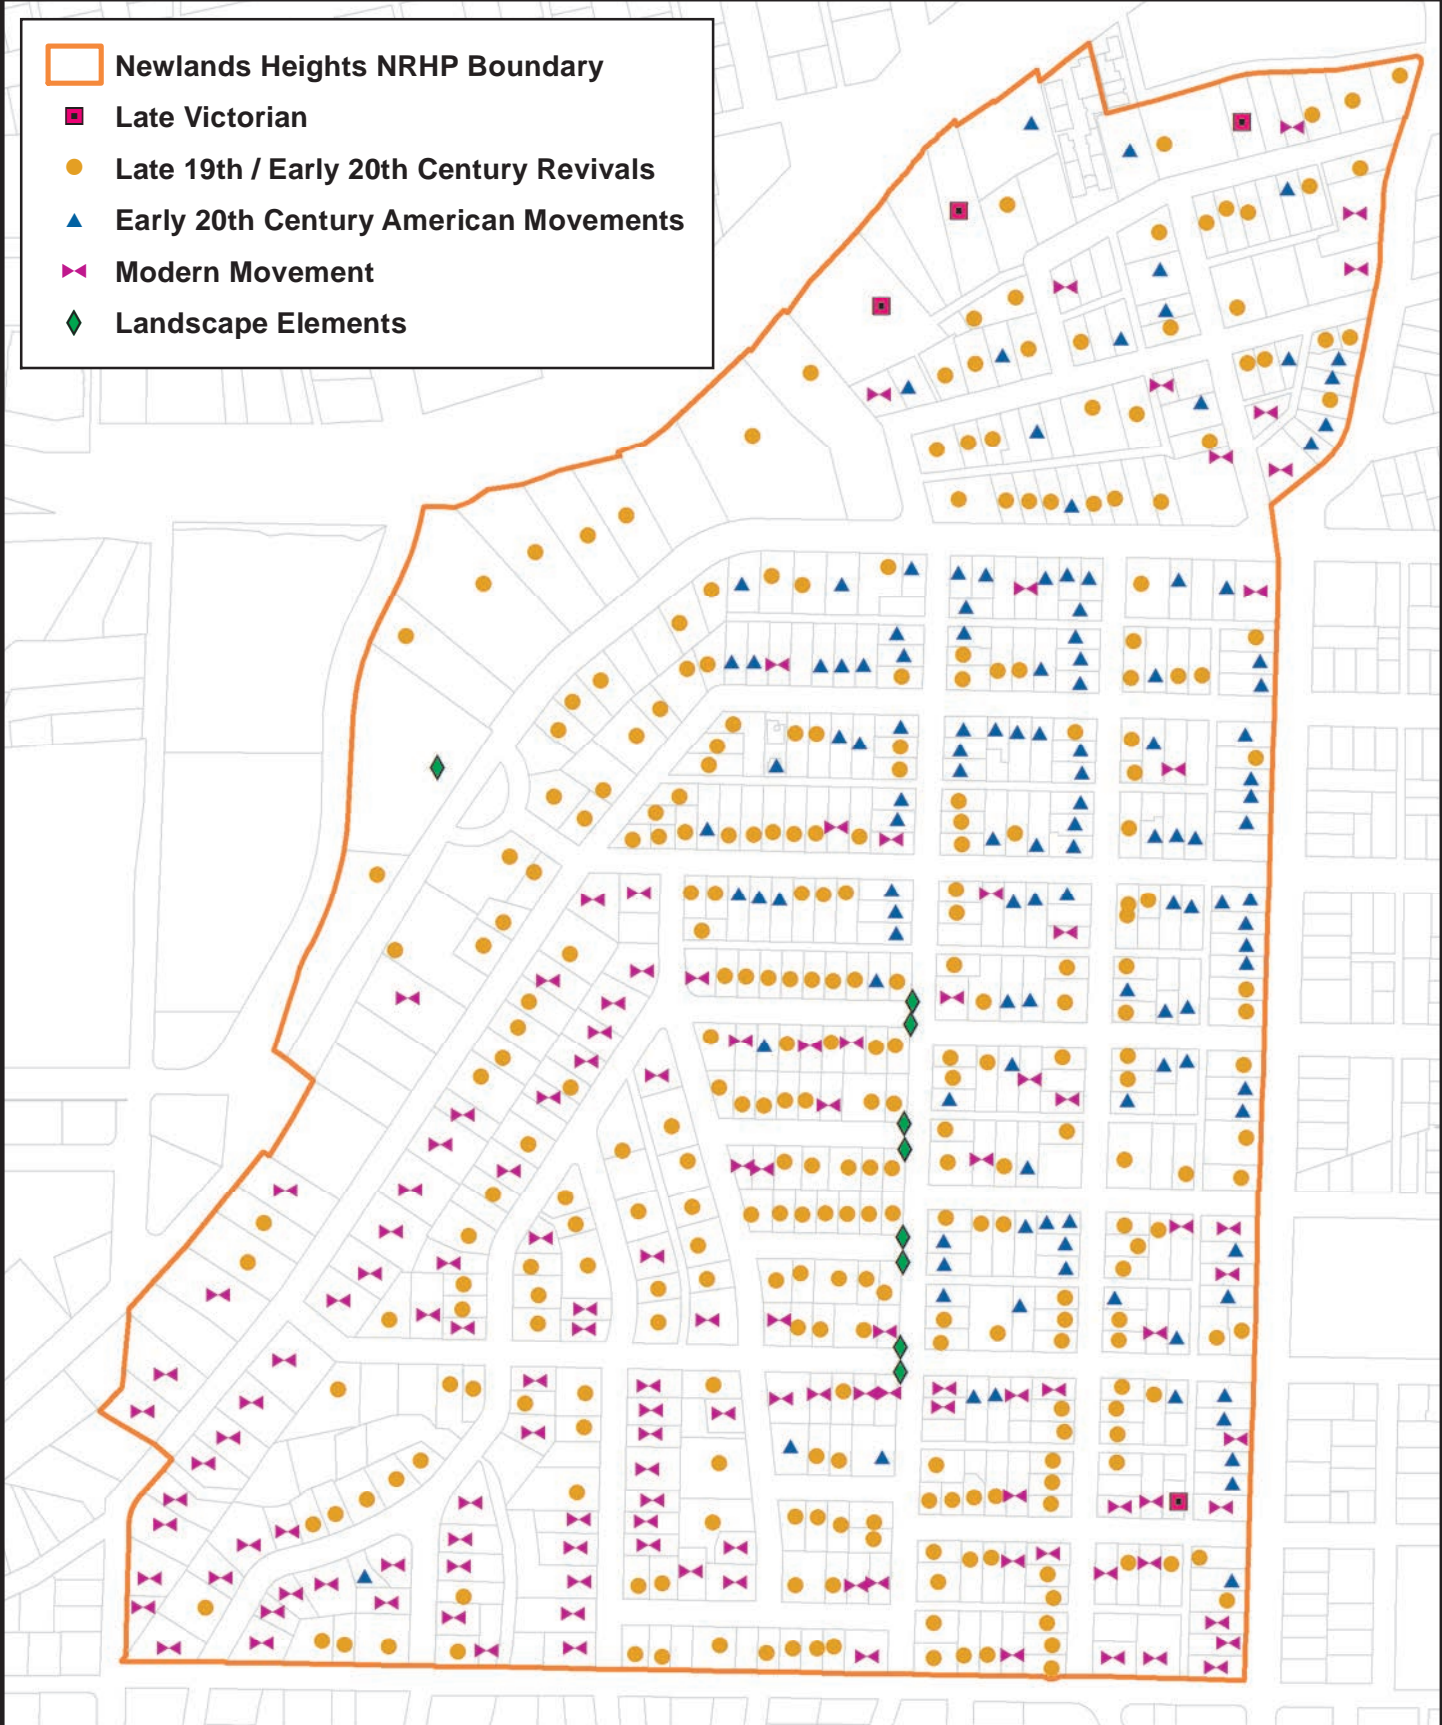 Newlands Heights NRHP Boundary
Late Victorian
Late 19th / Early 20th Century Revivals
Early 20th Century American Movements
Modern Movement
Landscape Elements